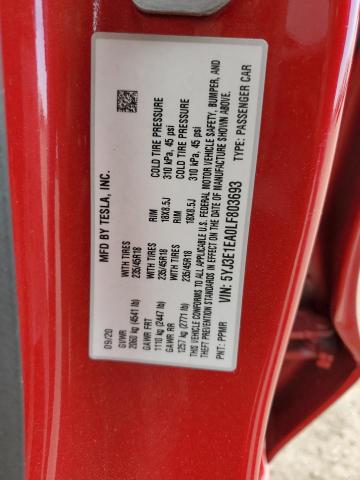 MFD BY TESLA, INC.
09/20
GVWR
2060 kg (4541 lb)
GAWR FRT WITH TIRES RIM COLD TIRE PRESSURE
1110 kg (2447 lb) 235/45R18 18X8.5J 310 kPa, 45 psi
GAWR RR WITH TIRES RIM COLD TIRE PRESSURE
1257 kg (2771 lb) 235/45R18 18X8.5J 310 kPa, 45 psi
THIS VEHICLE CONFORMS TO ALL APPLICABLE U.S. FEDERAL MOTOR VEHICLE SAFETY, BUMPER, AND
THEFT PREVENTION STANDARDS IN EFFECT ON THE DATE OF MANUFACTURE SHOWN ABOVE.
VIN: 5YJ3E1EA0LF803693
PNT: PPMR TYPE: PASSENGER CAR